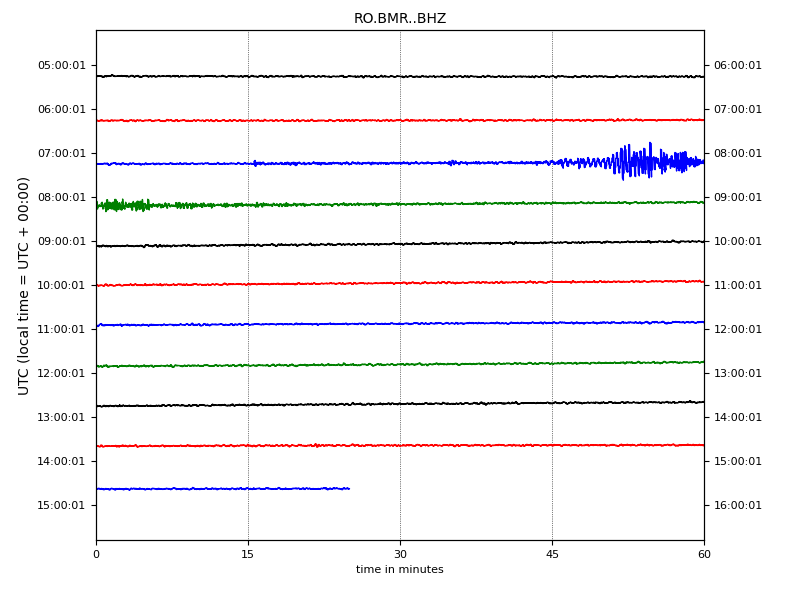 RO.BMR..BHZ
UTC (local time = UTC + 00:00)
05:00:01 06:00:01
06:00:01 07:00:01
07:00:01 08:00:01
08:00:01 09:00:01
09:00:01 10:00:01
10:00:01 11:00:01
11:00:01 12:00:01
12:00:01 13:00:01
13:00:01 14:00:01
14:00:01 15:00:01
15:00:01 16:00:01
0 15 30 45 60
time in minutes